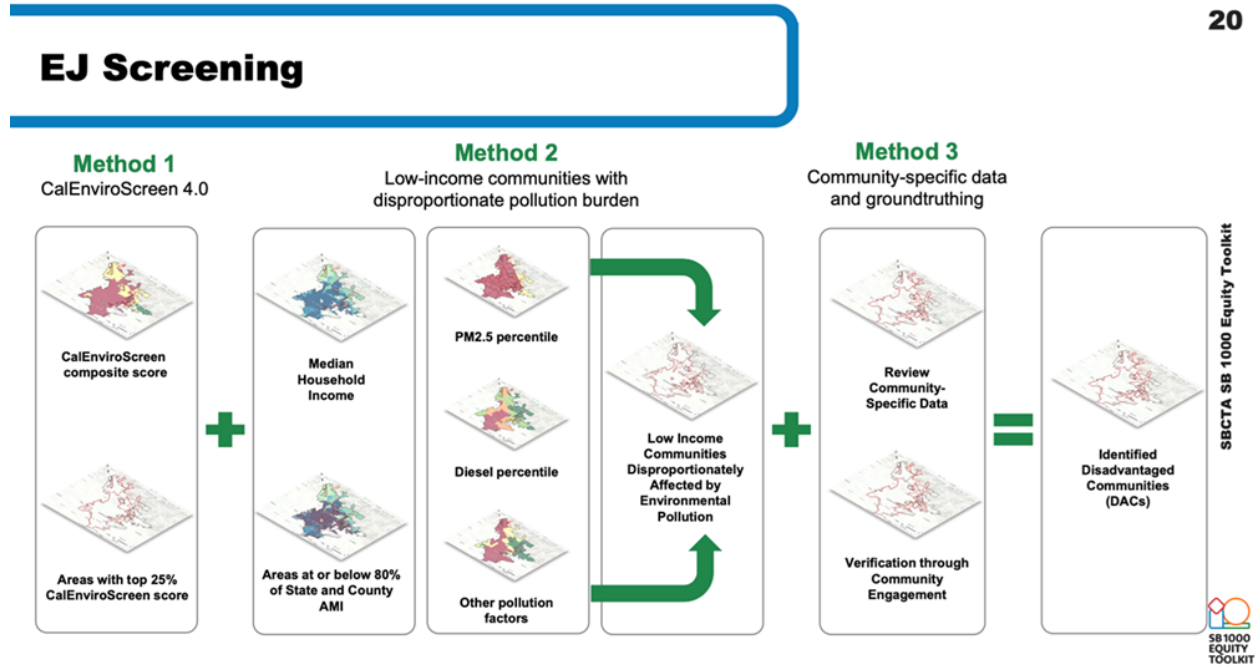 20
EJ Screening
Method 1
CalEnviroScreen 4.0
Method 2
Low-income communities with
disproportionate pollution burden
Method 3
Community-specific data
and groundtruthing
CalEnviroScreen
composite score
Areas with top 25%
CalEnviroScreen score
Median
Household
Income
Areas at or below 80%
of State and County
AMI
PM2.5 percentile
Diesel percentile
Other pollution
factors
Low Income
Communities
Disproportionately
Affected by
Environmental
Pollution
Review
Community-
Specific Data
Verification through
Community
Engagement
Identified
Disadvantaged
Communities
(DACs)
SBCTA SB 1000 Equity Toolkit
SB 1000
EQUITY
TOOLKIT